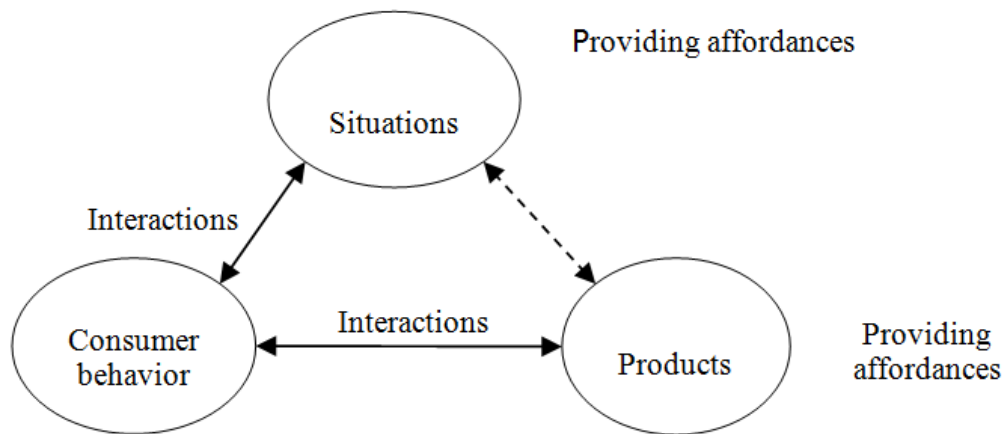 Providing affordances
Situations
Interactions
Interactions
Consumer
behavior
Products
Providing
affordances